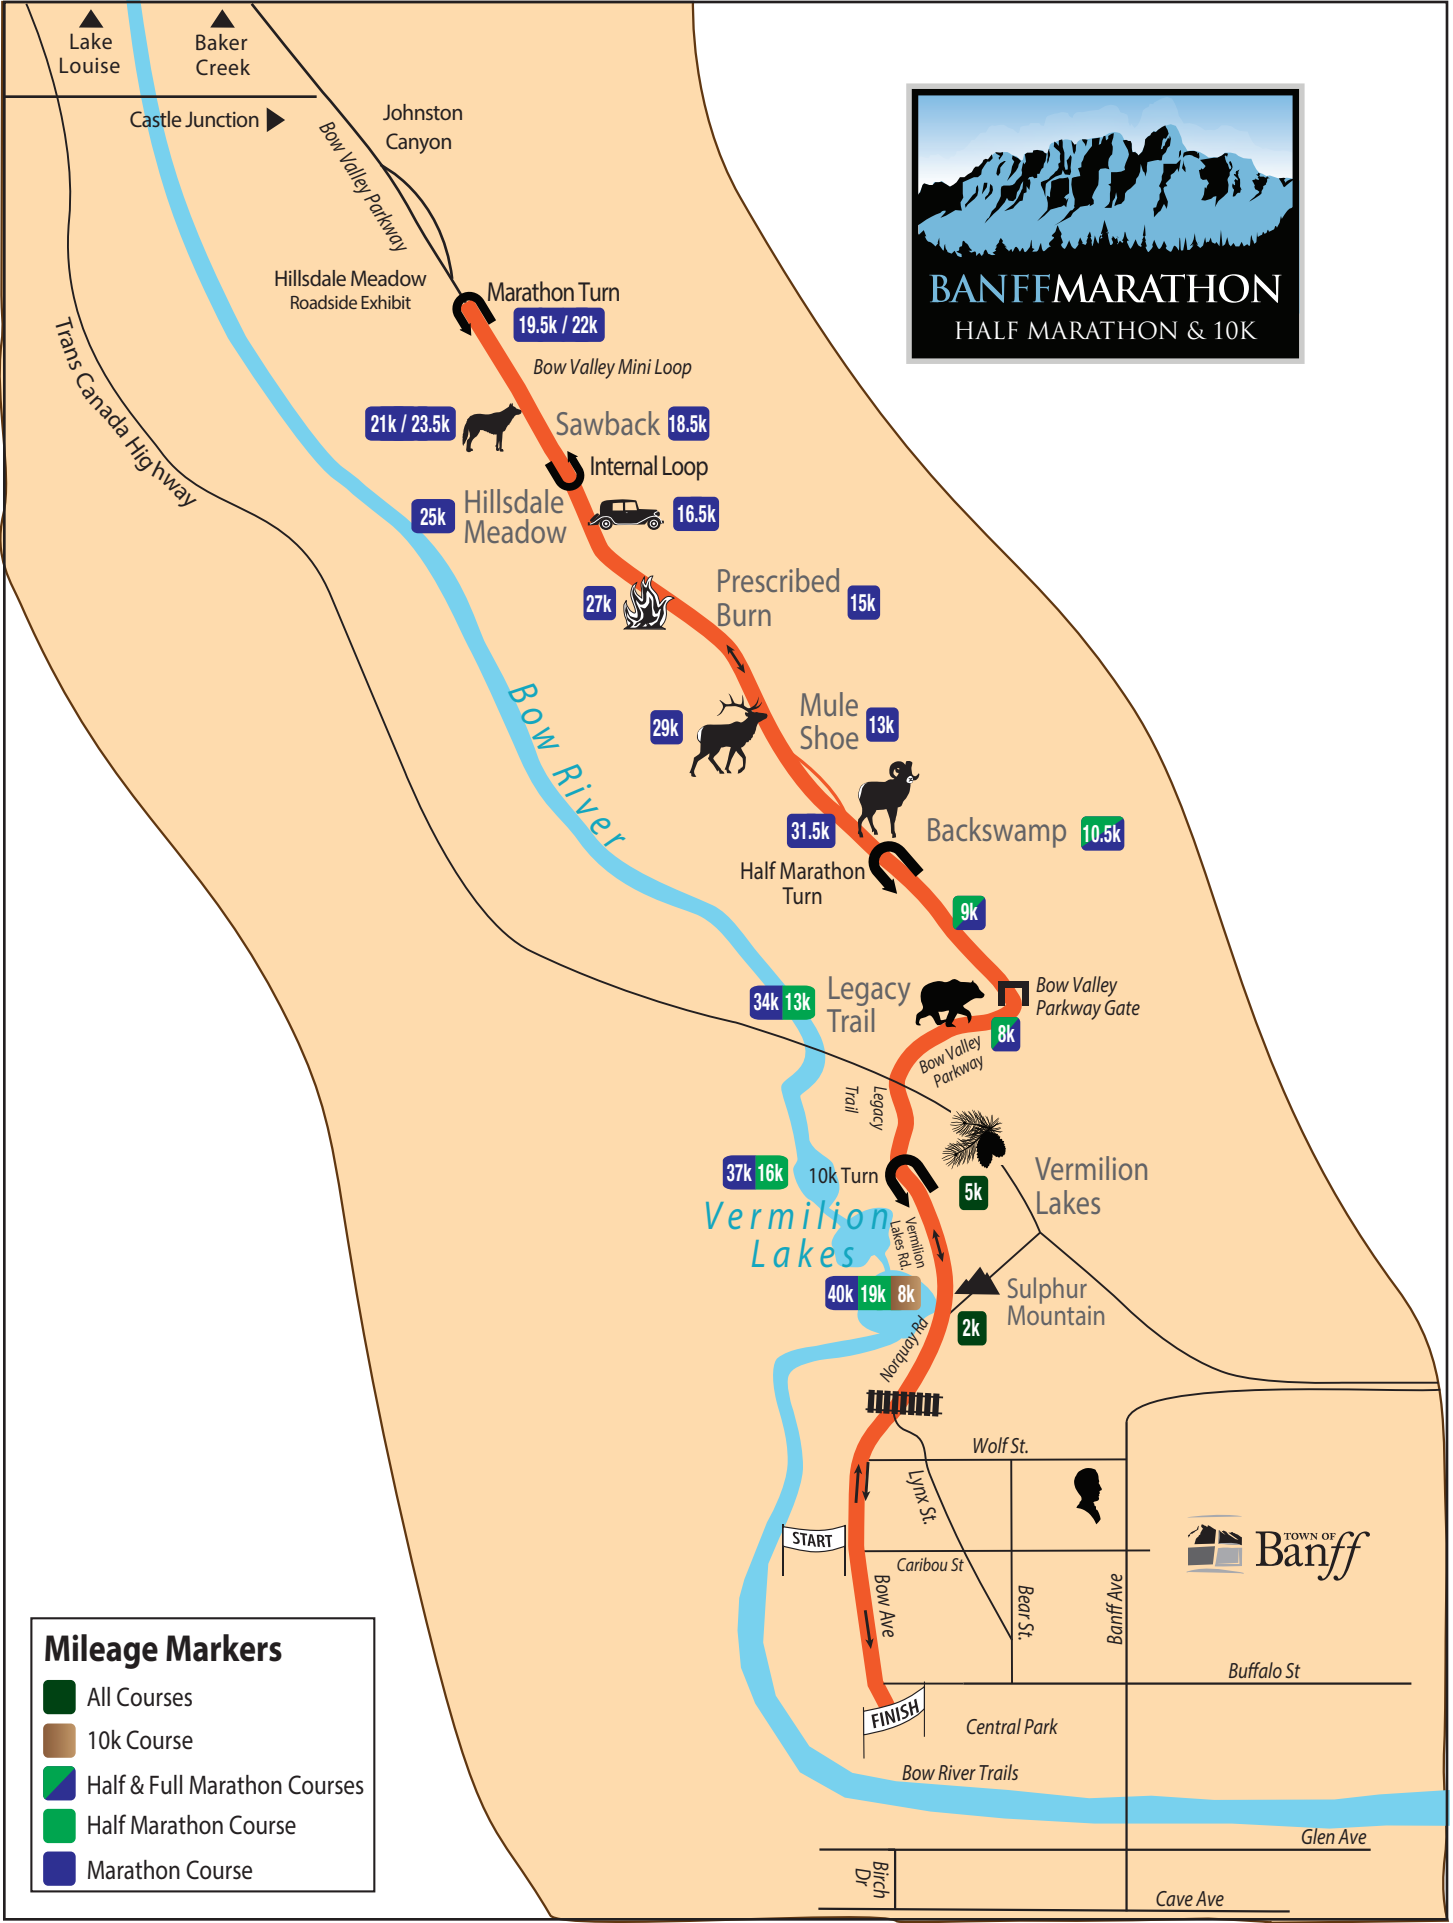 Lake
Louise
Baker
Creek
Castle Junction
Johnston
Canyon
Bow Valley Parkway
BANFFMARATHON
HALF MARATHON & 10K
Hillsdale Meadow
Roadside Exhibit
Marathon Turn
19.5k / 22k
Trans Canada Highway
Bow Valley Mini Loop
21k / 23.5k
Sawback
18.5k
Internal Loop
25k
Hillsdale
Meadow
16.5k
27k
Prescribed
Burn
15k
Bow River
29k
Mule
Shoe
13k
31.5k
Backswamp
10.5k
Half Marathon
Turn
9k
34k 13k
Legacy
Trail
Bow Valley
Parkway Gate
8k
Bow Valley
Parkway
Legacy
Trail
37k 16k
10k Turn
5k
Vermilion
Lakes
Vermilion
Lakes
Vermilion
Lakes Rd.
40k 19k 8k
Sulphur
Mountain
2k
Norquay Rd
Wolf St.
Lynx St.
START
Caribou St
TOWN OF
Banff
Bow Ave
Bear St.
Banff Ave
Buffalo St
FINISH
Central Park
Bow River Trails
Glen Ave
Birch
Dr
Cave Ave
Mileage Markers
All Courses
10k Course
Half & Full Marathon Courses
Half Marathon Course
Marathon Course